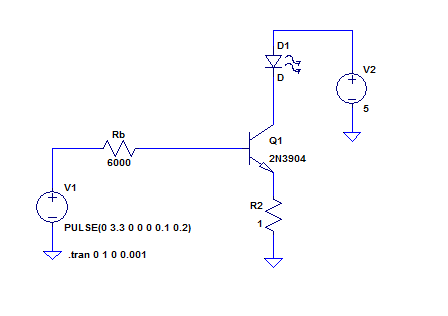 D1
D
V2
5
Rb
6000
Q1
2N3904
V1
PULSE(0 3.3 0 0 0 0.1 0.2)
R2
1
.tran 0 1 0 0.001